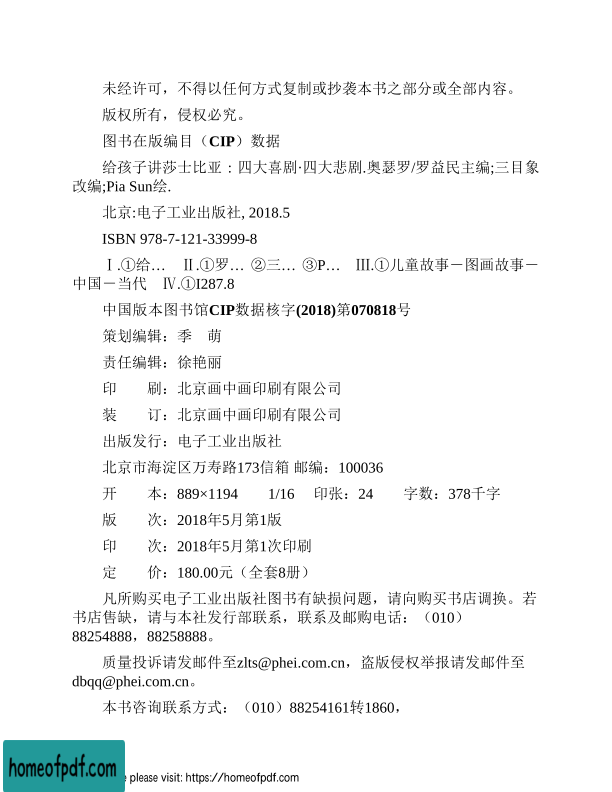 未经许可，不得以任何方式复制或抄袭本书之部分或全部内容。
版权所有，侵权必究。
图书在版编目（CIP）数据
给孩子讲莎士比亚：四大喜剧·四大悲剧.奥瑟罗/罗益民主编;三目象
改编;Pia Sun绘.
北京:电子工业出版社, 2018.5
ISBN 978-7-121-33999-8
Ⅰ.①给… Ⅱ.①罗… ②三… ③P… Ⅲ.①儿童故事－图画故事－
中国－当代 Ⅳ.①I287.8
中国版本图书馆CIP数据核字(2018)第070818号
策划编辑：季　萌
责任编辑：徐艳丽
印　　刷：北京画中画印刷有限公司
装　　订：北京画中画印刷有限公司
出版发行：电子工业出版社
北京市海淀区万寿路173信箱 邮编：100036
开　　本：889×1194　　1/16　 印张：24　　字数：378千字
版　　次：2018年5月第1版
印　　次：2018年5月第1次印刷
定　　价：180.00元（全套8册）
凡所购买电子工业出版社图书有缺损问题，请向购买书店调换。若
书店售缺，请与本社发行部联系，联系及邮购电话：（010）
88254888，88258888。
质量投诉请发邮件至zlts@phei.com.cn，盗版侵权举报请发邮件至
dbqq@phei.com.cn。
本书咨询联系方式：（010）88254161转1860，
homeofpdf.com
e please visit: https://homeofpdf.com